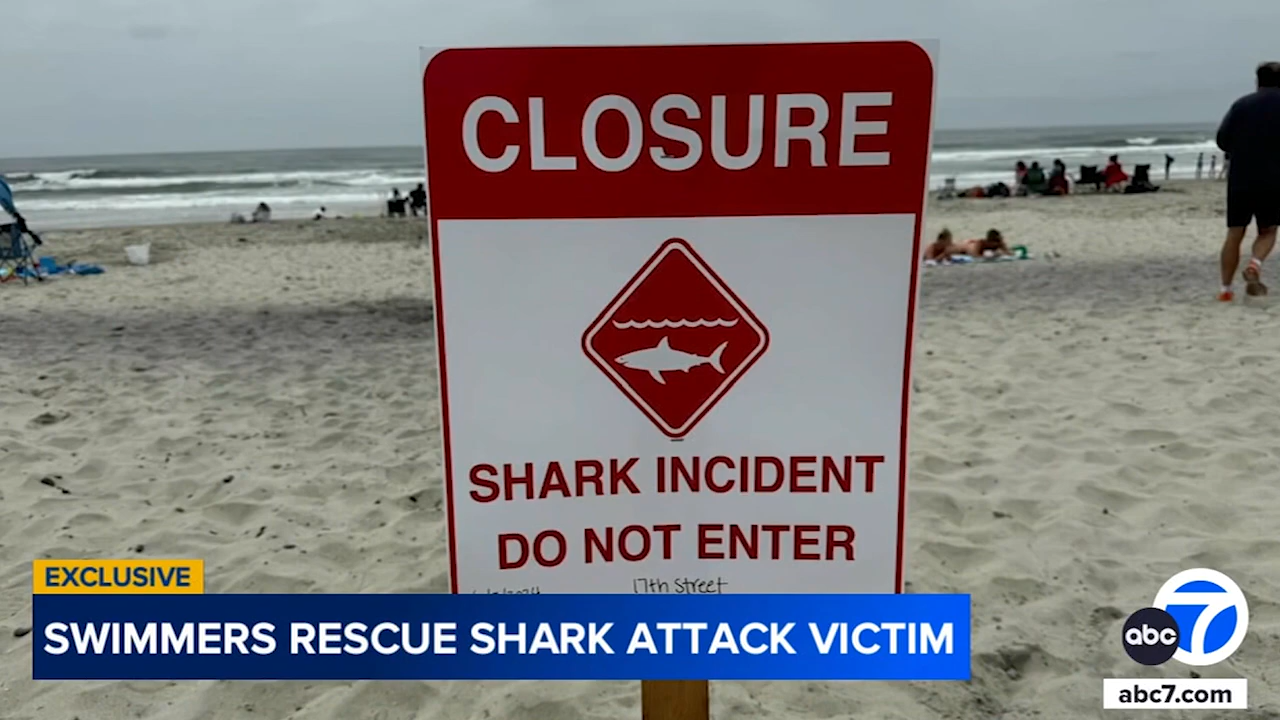 CLOSURE
SHARK INCIDENT
DO NOT ENTER
17th Street
EXCLUSIVE
SWIMMERS RESCUE SHARK ATTACK VICTIM
abc 7
abc7.com